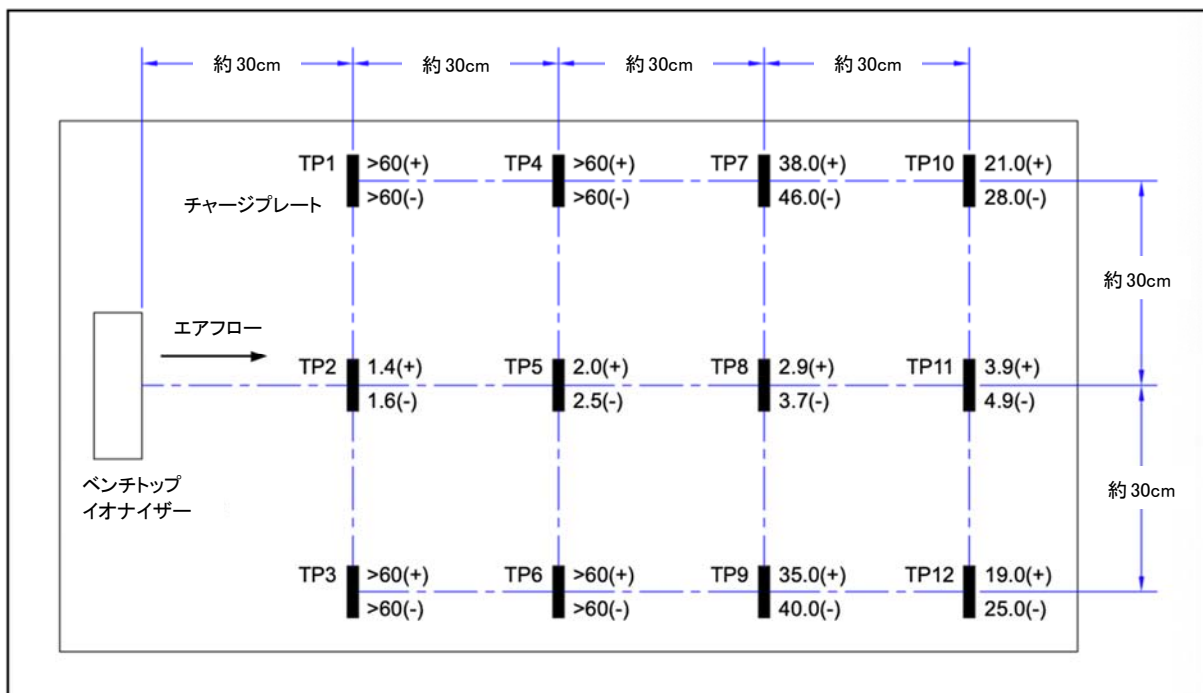 約30cm
約30cm
約30cm
約30cm
TP1
>60(+)
>60(-)
TP4
>60(+)
>60(-)
TP7
38.0(+)
46.0(-)
TP10
21.0(+)
28.0(-)
チャージプレート
約30cm
エアフロー
TP2
1.4(+)
1.6(-)
TP5
2.0(+)
2.5(-)
TP8
2.9(+)
3.7(-)
TP11
3.9(+)
4.9(-)
ベンチトップ
イオナイザー
約30cm
TP3
>60(+)
>60(-)
TP6
>60(+)
>60(-)
TP9
35.0(+)
40.0(-)
TP12
19.0(+)
25.0(-)